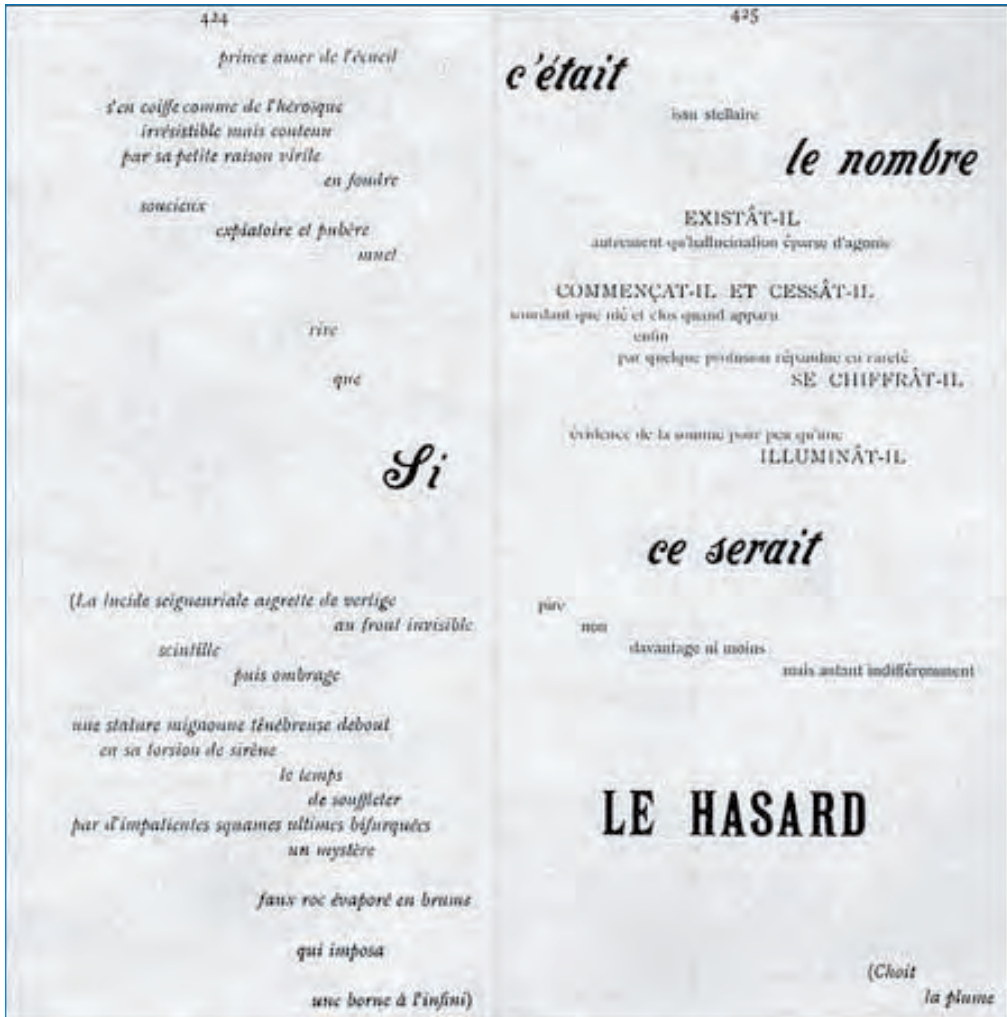 424
prince amer de l'écueil
s'en coiffe comme de l'héroïque
irrésistible mais contenu
par sa petite raison virile
en foudre
soucieux
expiatoire et pubère
muet
rire
que
Si
(La lucide seigneuriale aigrette de vertige
au front invisible
scintille
puis ombrage
une stature mignonne ténébreuse debout
en sa torsion de sirène
le temps
de souffleter
par d'impatientes squames ultimes bifurquées
un mystère
faux roc évaporé en brume
qui imposa
une borne à l'infini)
425
c'était
issu stellaire
le nombre
EXISTÂT-IL
autrement qu'hallucination éparse d'agonie
COMMENÇAT-IL ET CESSÂT-IL
sourdant que nié et clos quand apparu
enfin
par quelque profusion répandue en rareté
SE CHIFFRÂT-IL
évidence de la somme pour peu qu'une
ILLUMINÂT-IL
ce serait
pire
non
davantage ni moins
mais autant indifféremment
LE HASARD
(Choit
la plume